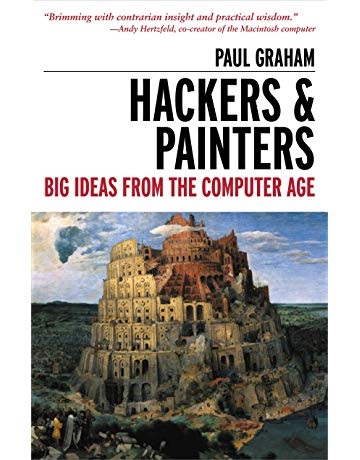 "Brimming with contrarian insight and practical wisdom."
—Andy Hertzfeld, co-creator of the Macintosh computer
PAUL GRAHAM
HACKERS &
PAINTERS
BIG IDEAS FROM THE COMPUTER AGE